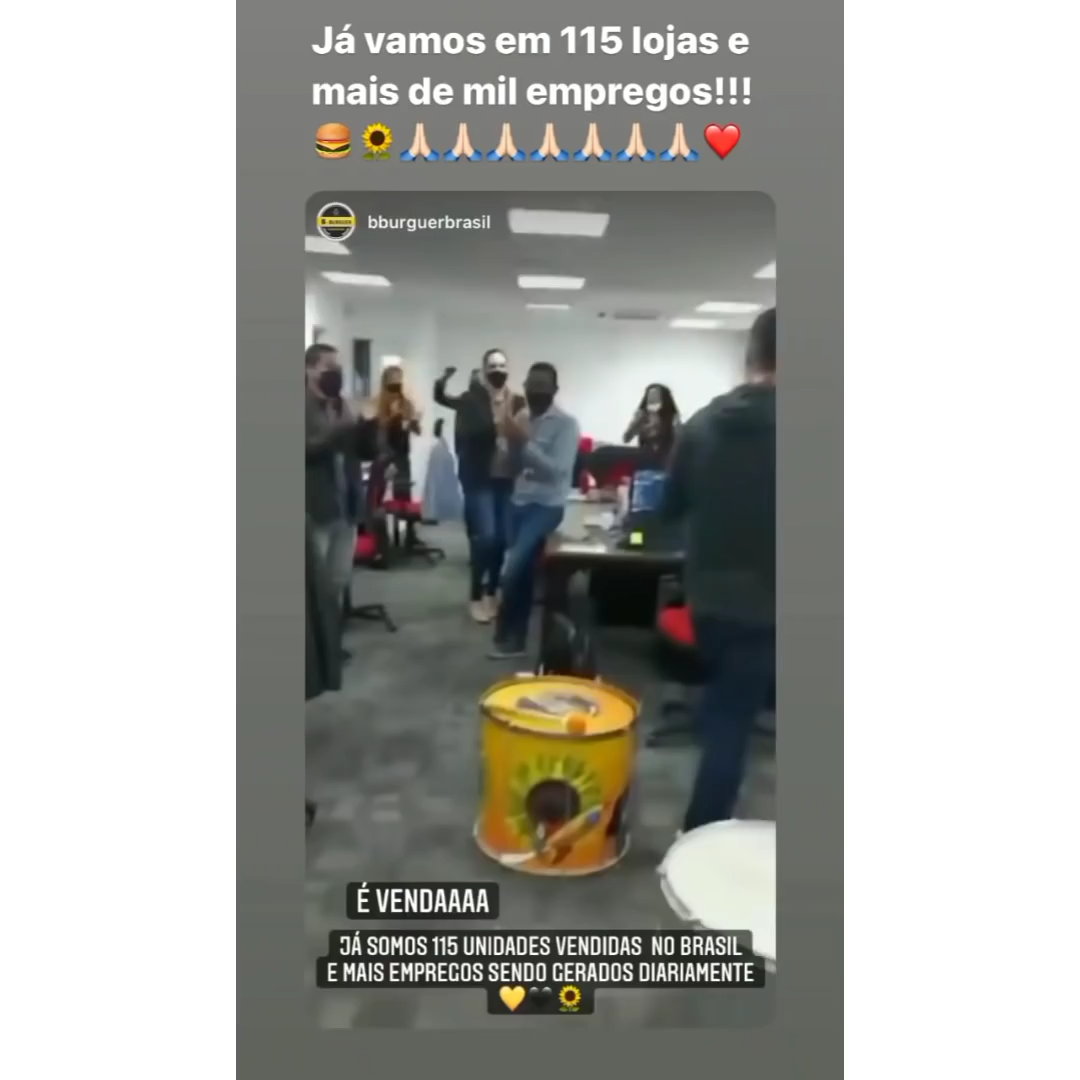 Já vamos em 115 lojas e
mais de mil empregos!!!
🍔🌻🙏🏻🙏🏻🙏🏻🙏🏻🙏🏻🙏🏻🙏🏻❤️
B-BURGUER
bburguerbrasil
É VENDAAAA
JÁ SOMOS 115 UNIDADES VENDIDAS NO BRASIL
E MAIS EMPREGOS SENDO GERADOS DIARIAMENTE
💛🖤🌻